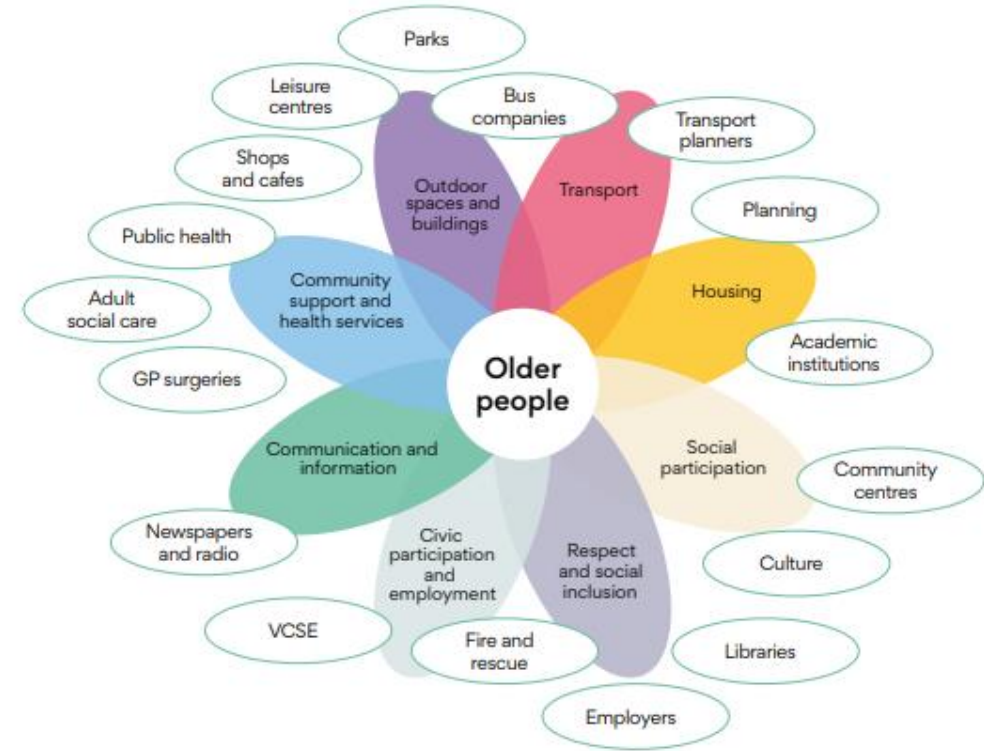 Parks
Leisure
centres
Bus
companies
Transport
planners
Shops
and cafes
Outdoor
spaces and
buildings
Transport
Planning
Public health
Community
support and
health services
Housing
Adult
social care
Academic
institutions
GP surgeries
Older
people
Communication and
information
Social
participation
Community
centres
Newspapers
and radio
Civic
participation
and
employment
Respect
and social
inclusion
Culture
VCSE
Fire and
rescue
Libraries
Employers